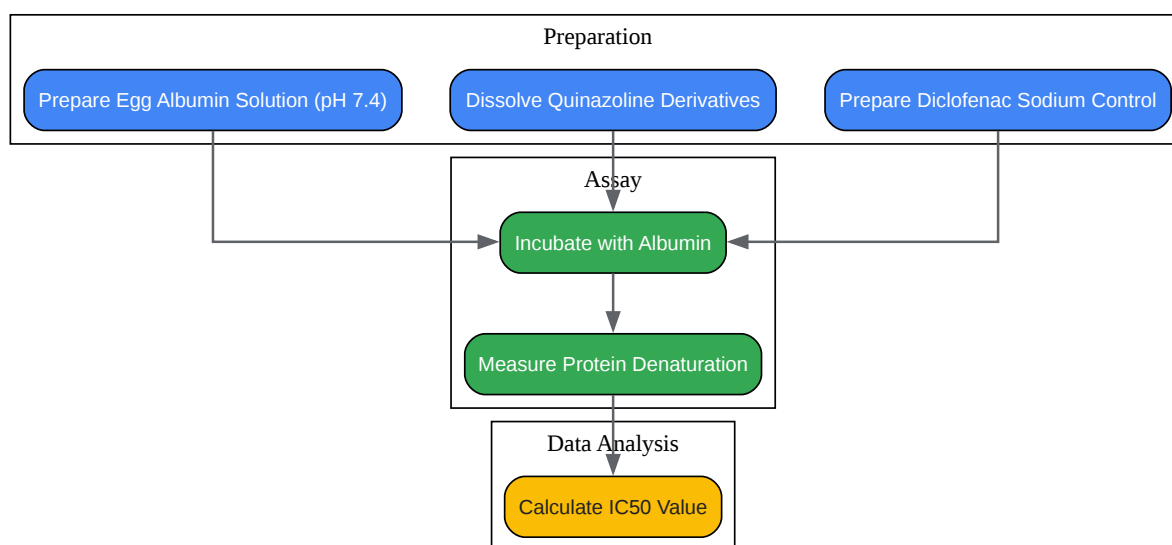 Preparation
Prepare Egg Albumin Solution (pH 7.4)
Dissolve Quinazoline Derivatives
Prepare Diclofenac Sodium Control
Assay
Incubate with Albumin
Measure Protein Denaturation
Data Analysis
Calculate IC50 Value